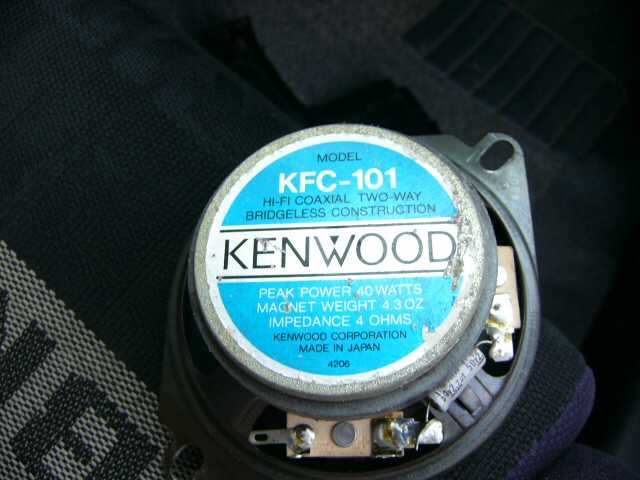 MODEL
KFC-101
HI-FI COAXIAL TWO-WAY
BRIDGELESS CONSTRUCTION
KENWOOD
PEAK POWER 40 WATTS
MAGNET WEIGHT 4.3 OZ
IMPEDANCE 4 OHMS
KENWOOD CORPORATION
MADE IN JAPAN
4206